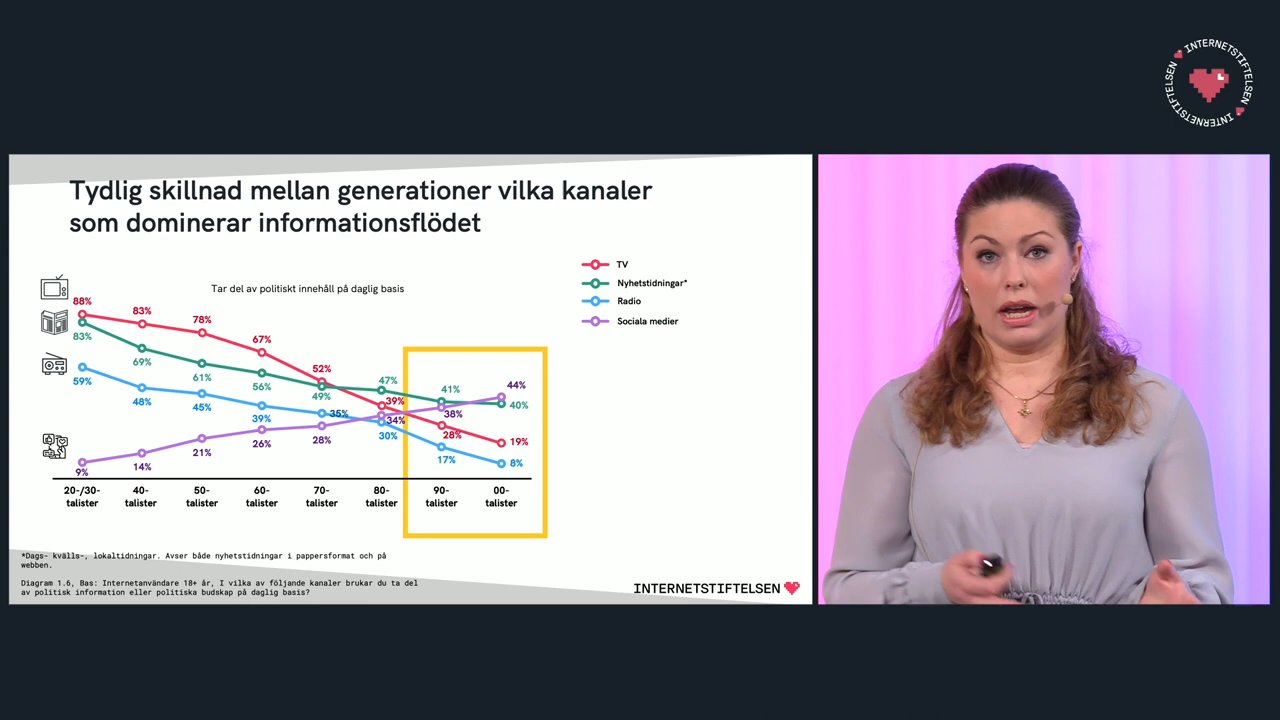 INTERNETSTIFTELSEN
INTERNETSTIFTELSEN
Tydlig skillnad mellan generationer vilka kanaler
som dominerar informationsflödet
Tar del av politiskt innehåll på daglig basis
TV
Nyhetstidningar*
Radio
Sociala medier
88% 83% 78% 67% 52% 39% 28% 19%
83% 69% 61% 56% 49% 47% 41% 40%
59% 48% 45% 39% 35% 30% 17% 8%
9% 14% 21% 26% 28% 34% 38% 44%
20-/30- 40- 50- 60- 70- 80- 90- 00-
talister talister talister talister talister talister talister talister
*Dags- kvälls-, lokaltidningar. Avser både nyhetstidningar i pappersformat och på
webben.
Diagram 1.6, Bas: Internetanvändare 18+ år, I vilka av följande kanaler brukar du ta del
av politisk information eller politiska budskap på daglig basis?
INTERNETSTIFTELSEN